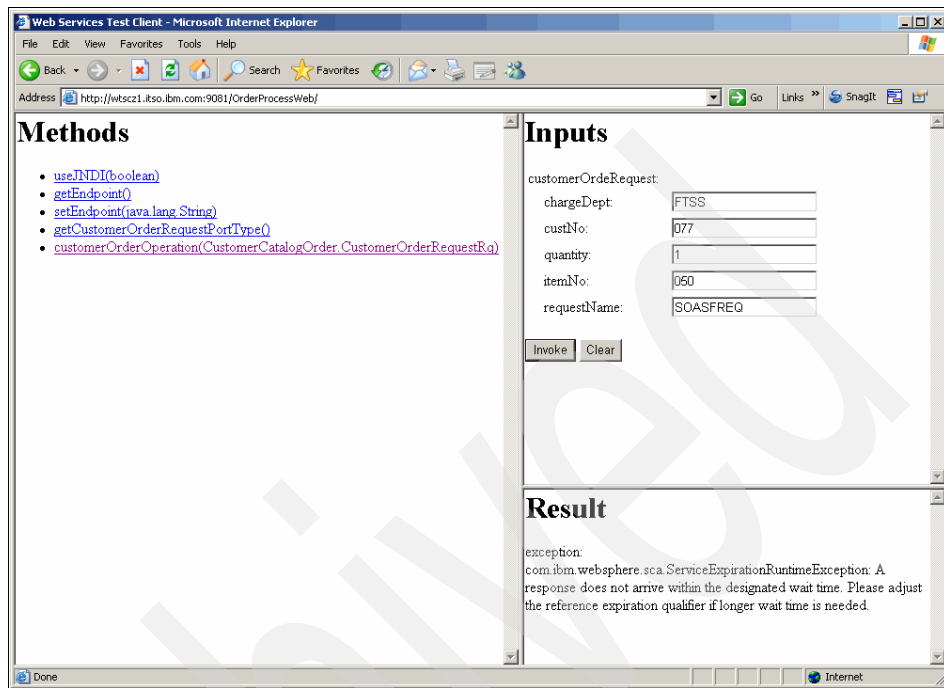 Web Services Test Client - Microsoft Internet Explorer
File Edit View Favorites Tools Help
Back Search Favorites
Address http://wtscz1.itso.ibm.com:9081/OrderProcessWeb/ Go Links » SnagIt
Methods
useJNDI(boolean)
getEndpoint()
setEndpoint(java.lang.String)
getCustomerOrderRequestPortType()
customerOrderOperation(CustomerCatalogOrder.CustomerOrderRequestRq)
Inputs
customerOrdeRequest:
chargeDept: FTSS
custNo: 077
quantity: 1
itemNo: 050
requestName: SOASFREQ
Invoke Clear
Result
exception:
com.ibm.websphere.sca.ServiceExpirationRuntimeException: A
response does not arrive within the designated wait time. Please adjust
the reference expiration qualifier if longer wait time is needed.
Done Internet